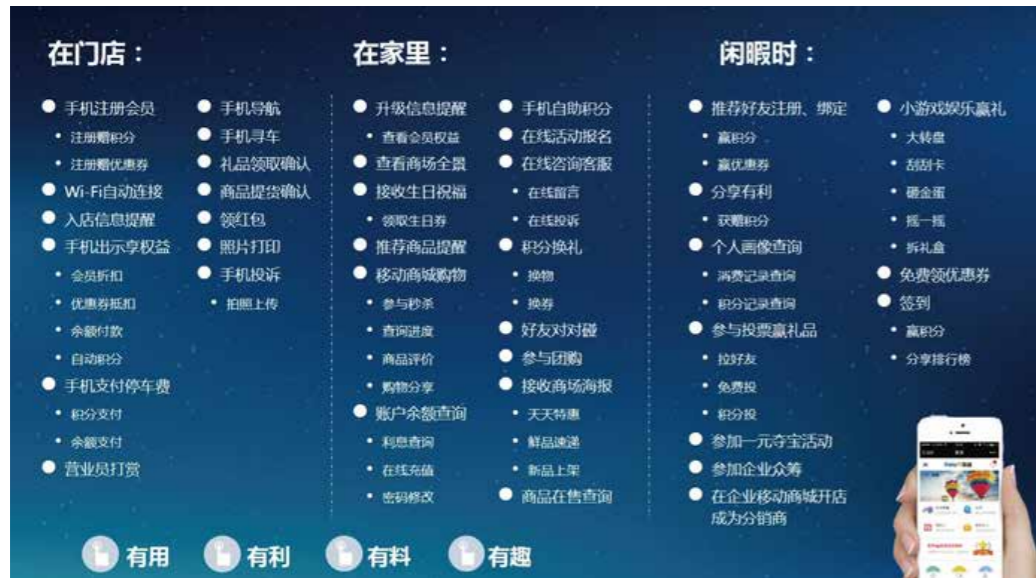 在门店：
手机注册会员
注册赠积分
注册赠优惠券
Wi-Fi自动连接
入店信息提醒
手机出示享权益
会员折扣
优惠券抵扣
余额付款
自动积分
手机支付停车费
积分支付
余额支付
营业员打赏
手机导航
手机寻车
礼品领取确认
商品提货确认
领红包
照片打印
手机投诉
拍照上传
在家里：
升级信息提醒
查看会员权益
查看商场全景
接收生日祝福
领取生日券
推荐商品提醒
移动商城购物
参与秒杀
查询进度
商品评价
购物分享
账户余额查询
利息查询
在线充值
密码修改
手机自助积分
在线活动报名
在线咨询客服
在线留言
在线投诉
积分换礼
换物
换券
好友对对碰
参与团购
接收商场海报
天天特惠
鲜品速递
新品上架
商品在售查询
闲暇时：
推荐好友注册、绑定
赢积分
赢优惠券
分享有利
获赠积分
个人画像查询
消费记录查询
积分记录查询
参与投票赢礼品
拉好友
免费投
积分投
参加一元夺宝活动
参加企业众筹
在企业移动商城开店
成为分销商
小游戏娱乐赢礼
大转盘
刮刮卡
砸金蛋
摇一摇
拆礼盒
免费领优惠券
签到
赢积分
分享排行榜
有用
有利
有料
有趣